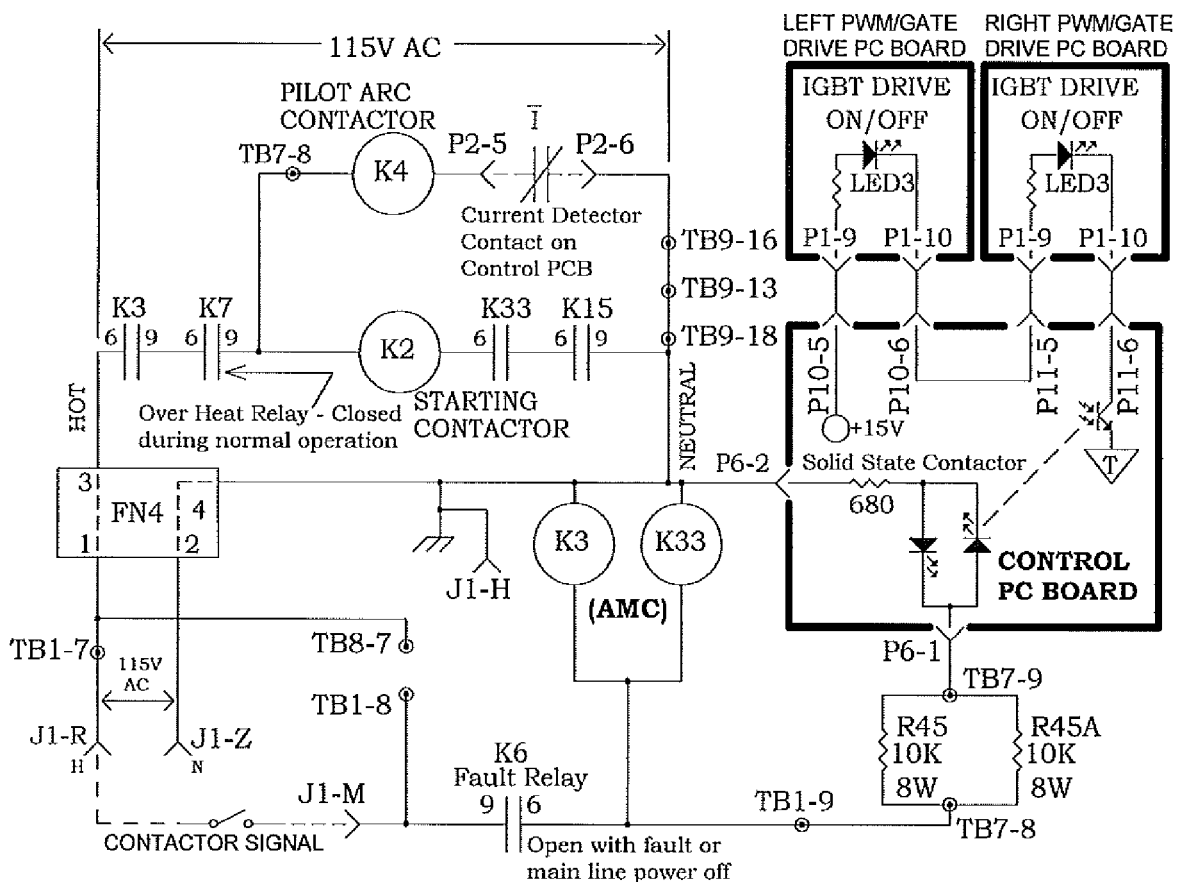 LEFT PWM/GATE
DRIVE PC BOARD
RIGHT PWM/GATE
DRIVE PC BOARD
115V AC
IGBT DRIVE
ON/OFF
LED3
P1-9
P1-10
IGBT DRIVE
ON/OFF
LED3
P1-9
P1-10
PILOT ARC
CONTACTOR
TB7-8
K4
P2-5
I
P2-6
Current Detector
Contact on
Control PCB
TB9-16
TB9-13
TB9-18
K3
6 9
K7
6 9
K2
K33
6
K15
6 9
STARTING
CONTACTOR
Over Heat Relay - Closed
during normal operation
HOT
NEUTRAL
P10-5
P10-6
P11-5
P11-6
+15V
T
P6-2
Solid State Contactor
680
3
4
FN4
1
2
J1-H
K3
K33
(AMC)
CONTROL
PC BOARD
P6-1
TB1-7
115V
AC
TB8-7
TB1-8
J1-R
H
J1-Z
N
TB7-9
R45
10K
8W
R45A
10K
8W
TB7-8
J1-M
CONTACTOR SIGNAL
K6
Fault Relay
9 6
Open with fault or
main line power off
TB1-9